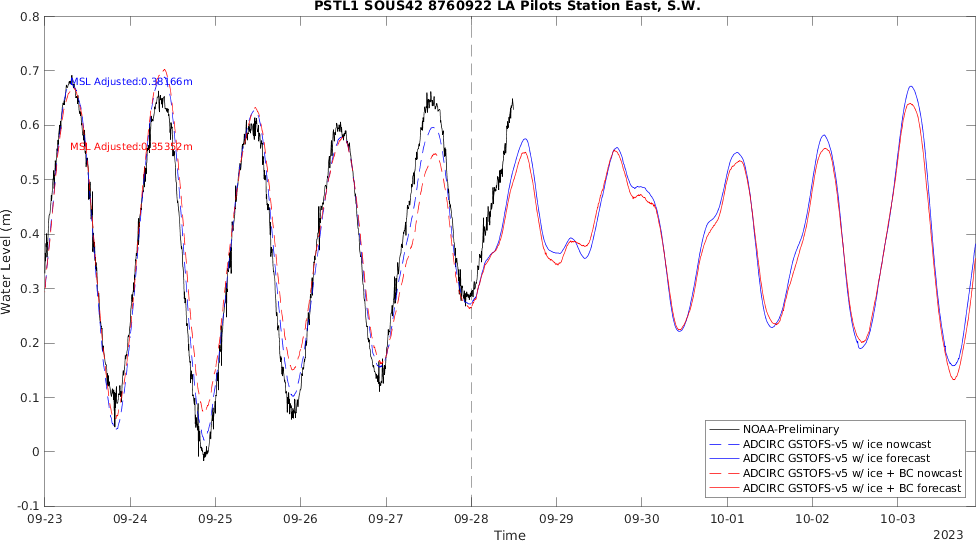 PSTL1 SOUS42 8760922 LA Pilots Station East, S.W.
0.8
0.7
0.6
0.5
0.4
0.3
0.2
0.1
0
-0.1
Water Level (m)
MSL Adjusted:0.38166m
MSL Adjusted:0.35352m
NOAA-Preliminary
ADCIRC GSTOFS-v5 w/ ice nowcast
ADCIRC GSTOFS-v5 w/ ice forecast
ADCIRC GSTOFS-v5 w/ ice + BC nowcast
ADCIRC GSTOFS-v5 w/ ice + BC forecast
09-23 09-24 09-25 09-26 09-27 09-28 09-29 09-30 10-01 10-02 10-03
Time
2023